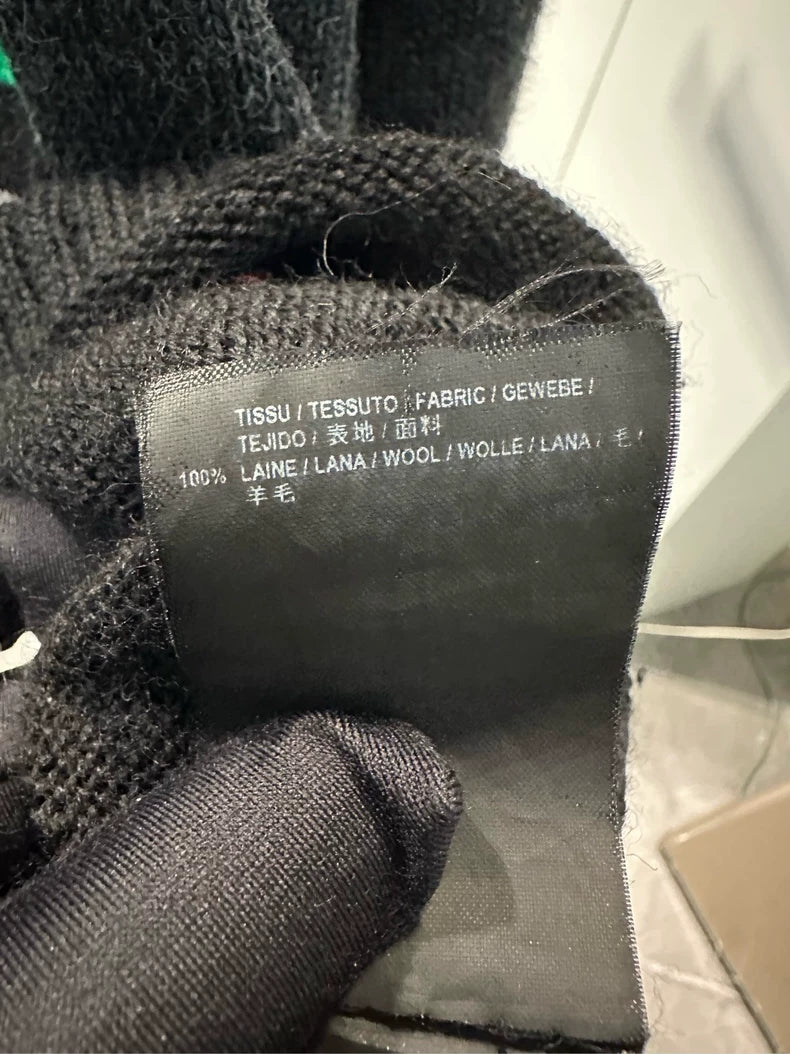 TISSU / TESSUTO / FABRIC / GEWEBE /
TEJIDO / 表地 / 面料
100% LAINE / LANA / WOOL / WOLLE / LANA / 毛 /
羊毛